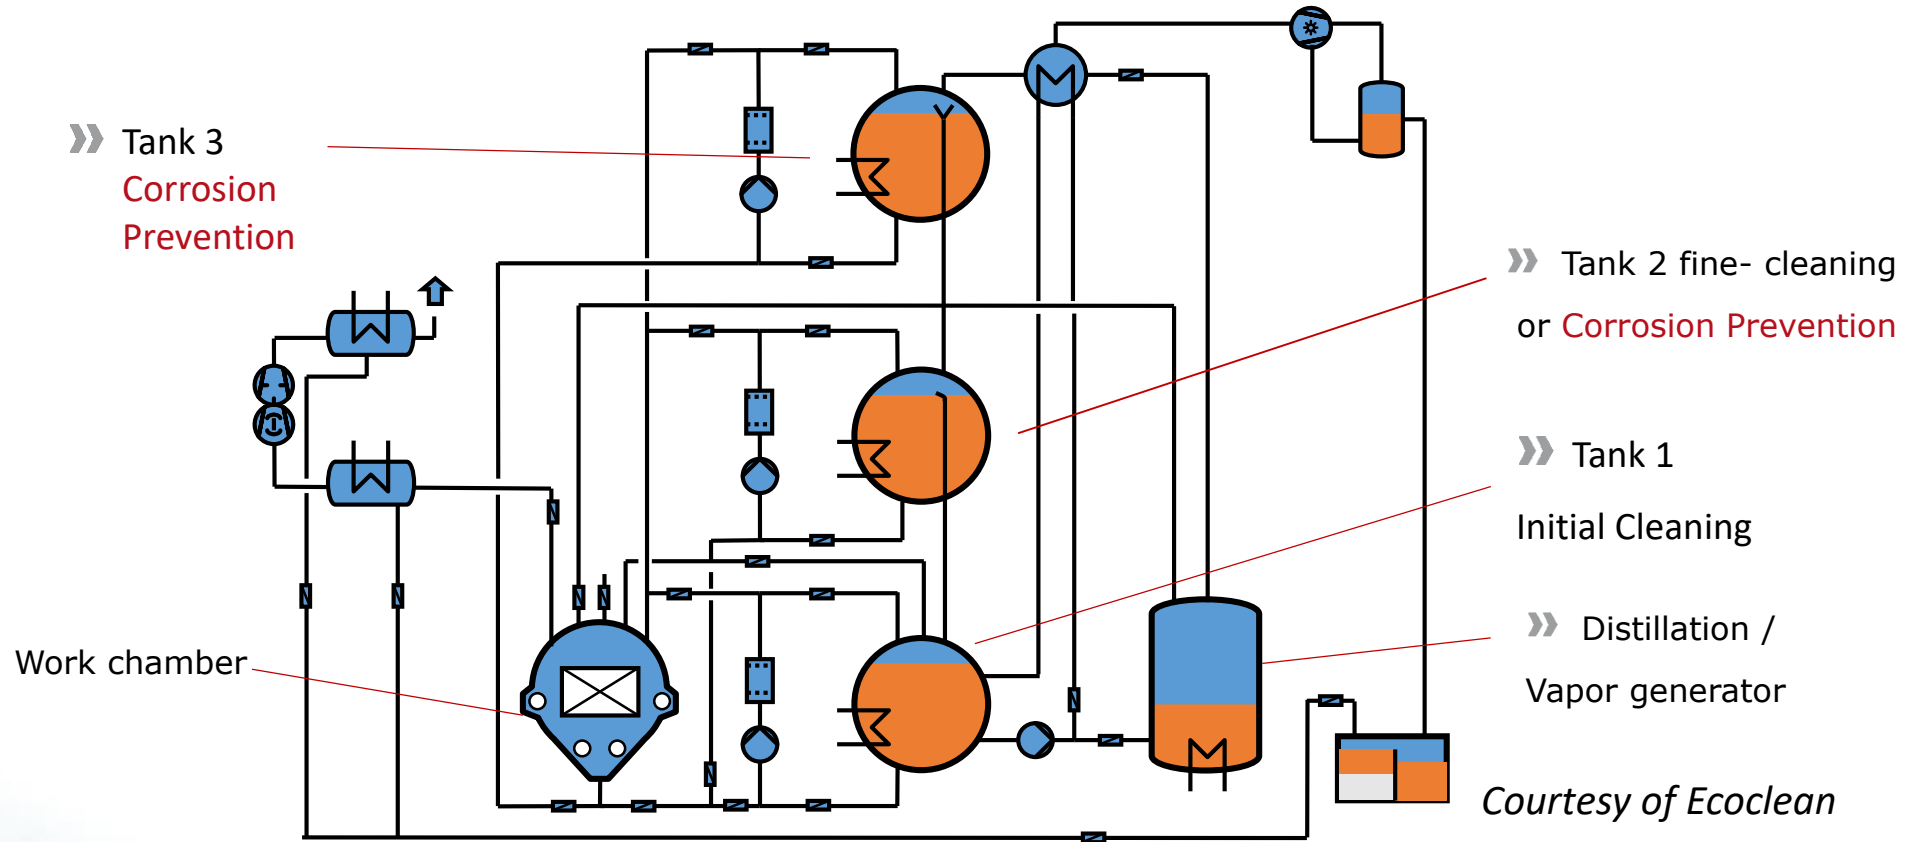 Tank 3
Corrosion
Prevention
Tank 2 fine- cleaning
or Corrosion Prevention
Tank 1
Initial Cleaning
Distillation /
Vapor generator
Work chamber
Courtesy of Ecoclean